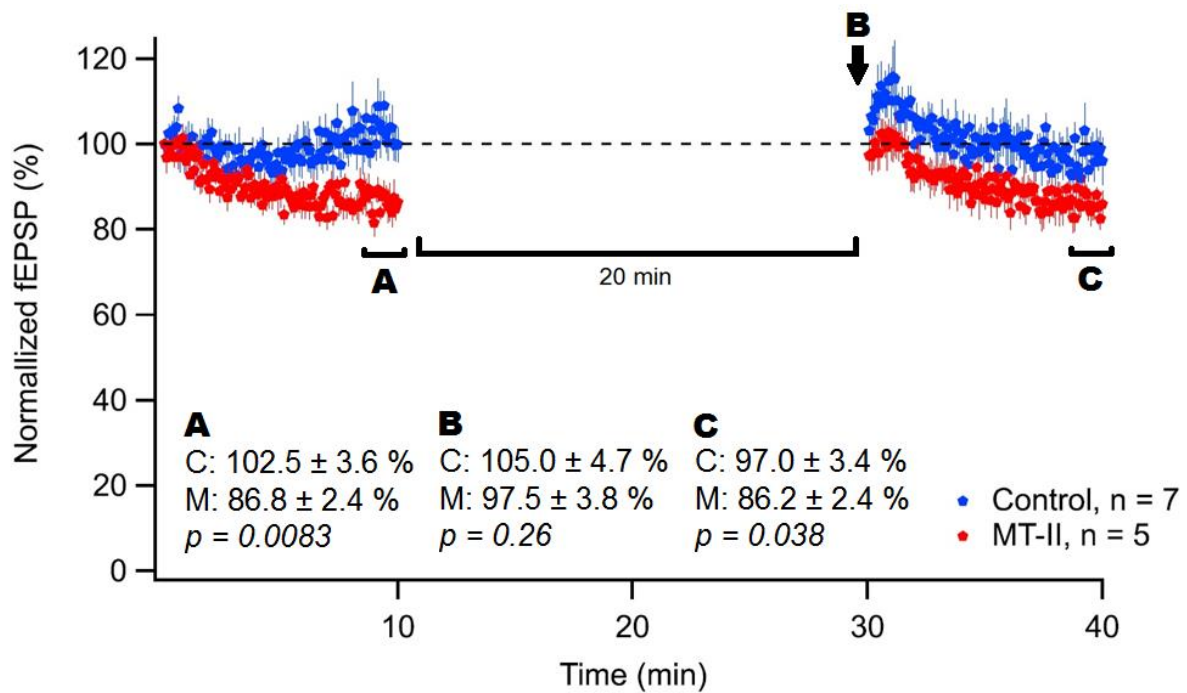 B
120
100
80
60
40
20
0
Normallized fEPSP (%)
A
20 min
C
A
C: 102.5 ± 3.6 %
M: 86.8 ± 2.4 %
p = 0.0083
B
C: 105.0 ± 4.7 %
M: 97.5 ± 3.8 %
p = 0.26
C
C: 97.0 ± 3.4 %
M: 86.2 ± 2.4 %
p = 0.038
Control, n = 7
MT-II, n = 5
10
20
30
40
Time (min)